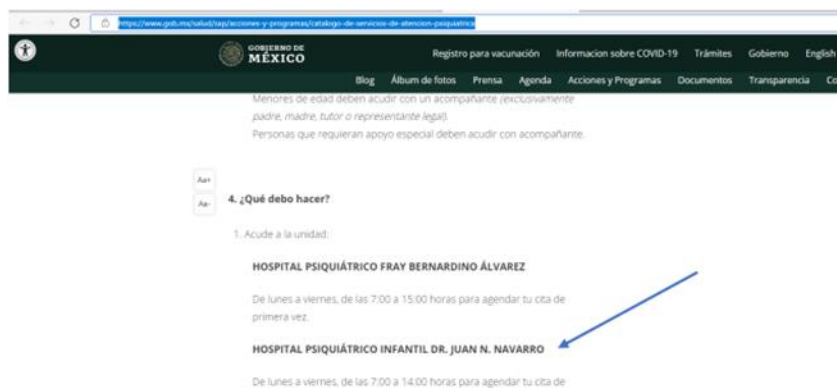 https://www.gob.mx/salud/sap/acciones-y-programas/catalogo-de-servicios-de-atencion-psiquiatrica
GOBIERNO DE MÉXICO
Registro para vacunación Informacion sobre COVID-19 Trámites Gobierno English
Blog Álbum de fotos Prensa Agenda Acciones y Programas Documentos Transparencia Co
Menores de edad deben acudir con un acompañante (exclusivamente
padre, madre, tutor o representante legal).
Personas que requieran apoyo especial deben acudir con acompañante.
Aa+
Aa-
4. ¿Qué debo hacer?
1. Acude a la unidad:
HOSPITAL PSIQUIÁTRICO FRAY BERNARDINO ÁLVAREZ
De lunes a viernes, de las 7:00 a 15:00 horas para agendar tu cita de
primera vez.
HOSPITAL PSIQUIÁTRICO INFANTIL DR. JUAN N. NAVARRO
De lunes a viernes, de las 7:00 a 14:00 horas para agendar tu cita de